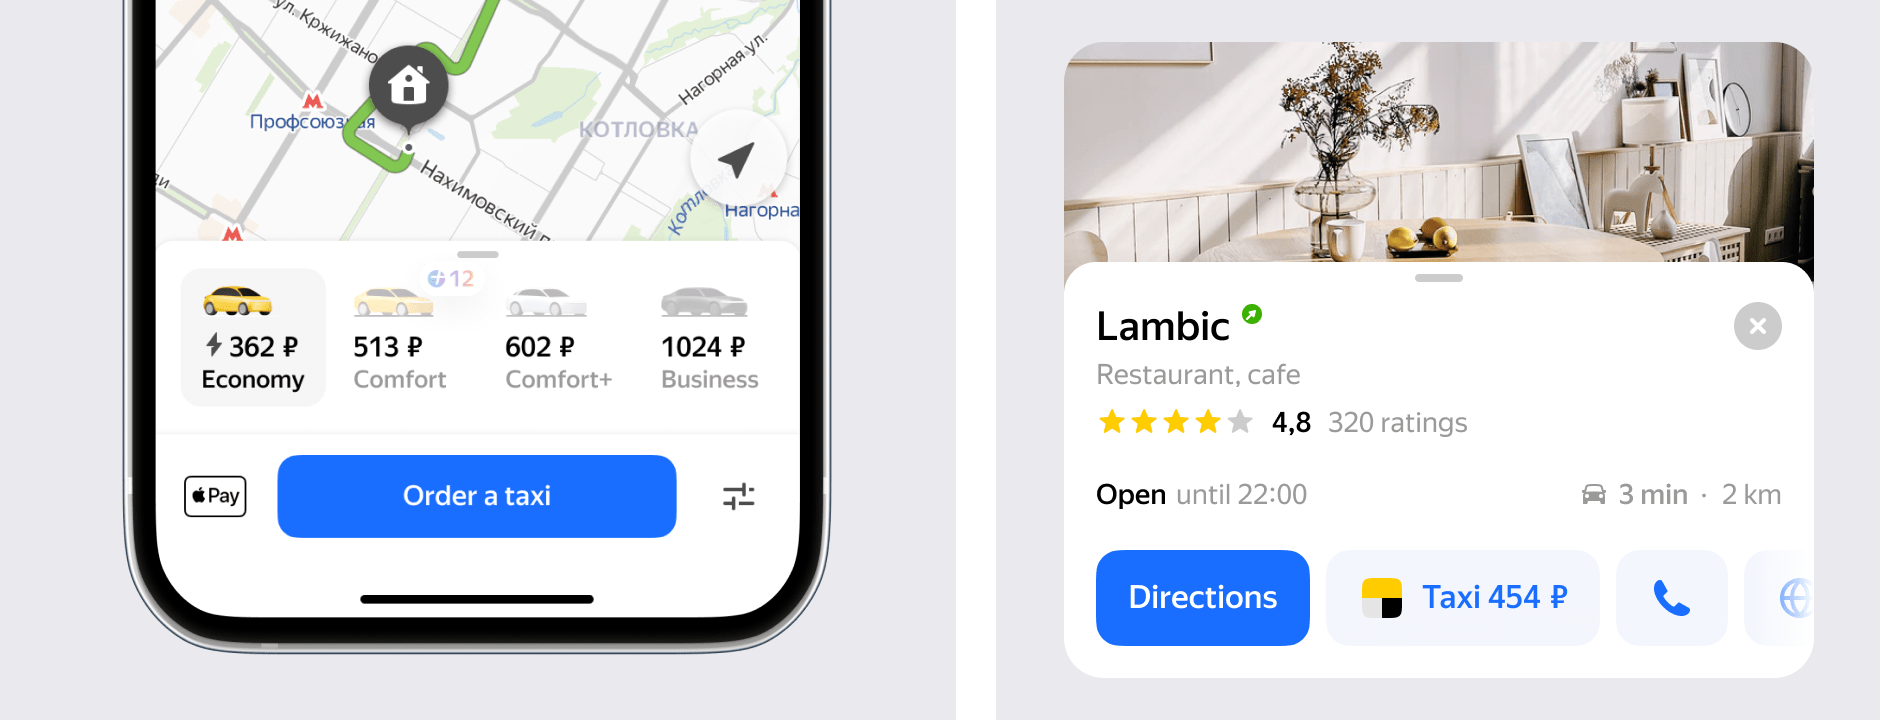 ул. Кржижано
Нагорная ул.
Профсоюзная
КОТЛОВКА
Нахимовский п
Котло
Нагорна
ди
12
362 ₽
Economy
513 ₽
Comfort
602 ₽
Comfort+
1024 ₽
Business
Pay
Order a taxi
Lambic
Restaurant, cafe
4,8 320 ratings
Open until 22:00
3 min · 2 km
Directions
Taxi 454 ₽